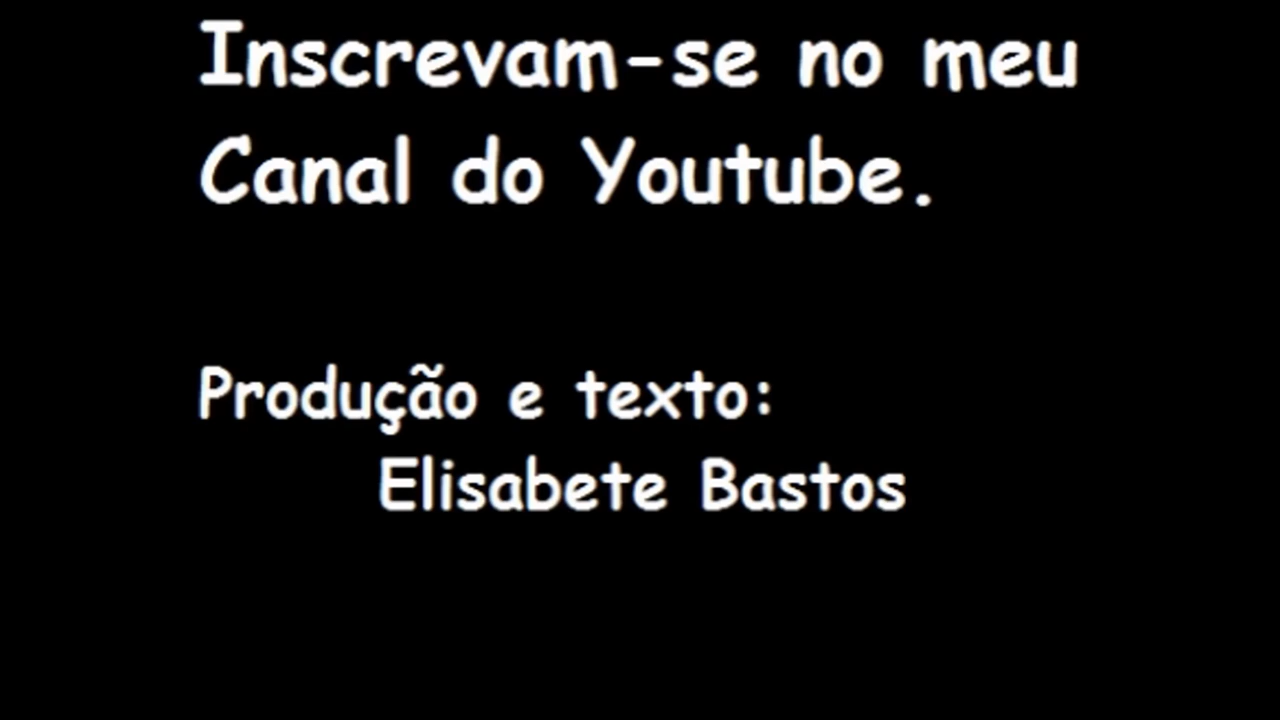 Inscrevam-se no meu
Canal do Youtube.
Produção e texto:
Elisabete Bastos